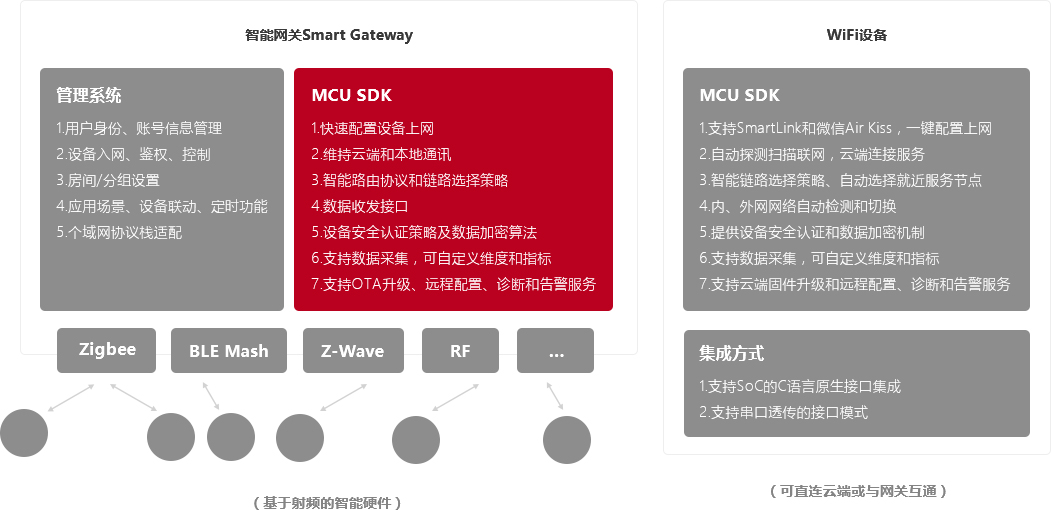 智能网关Smart Gateway
管理系统
1.用户身份、账号信息管理
2.设备入网、鉴权、控制
3.房间/分组设置
4.应用场景、设备联动、定时功能
5.个域网协议栈适配
MCU SDK
1.快速配置设备上网
2.维持云端和本地通讯
3.智能路由协议和链路选择策略
4.数据收发接口
5.设备安全认证策略及数据加密算法
6.支持数据采集，可自定义维度和指标
7.支持OTA升级、远程配置、诊断和告警服务
Zigbee
BLE Mash
Z-Wave
RF
...
（基于射频的智能硬件）
WiFi设备
MCU SDK
1.支持SmartLink和微信Air Kiss，一键配置上网
2.自动探测扫描联网，云端连接服务
3.智能链路选择策略、自动选择就近服务节点
4.内、外网网络自动检测和切换
5.提供设备安全认证和数据加密机制
6.支持数据采集，可自定义维度和指标
7.支持云端固件升级和远程配置、诊断和告警服务
集成方式
1.支持SoC的C语言原生接口集成
2.支持串口透传的接口模式
（可直连云端或与网关互通）